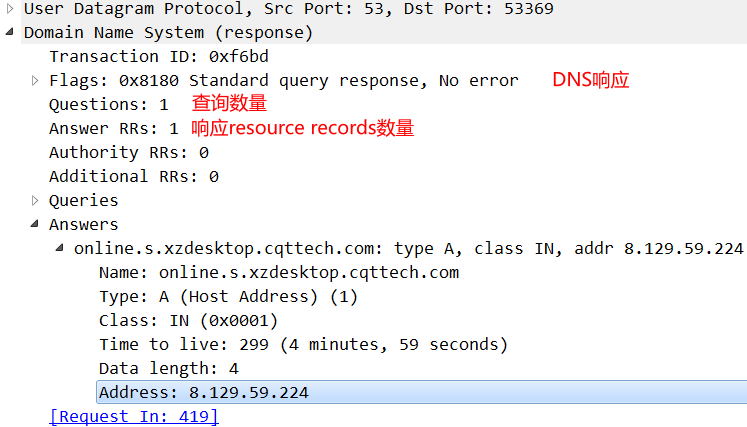 User Datagram Protocol, Src Port: 53, Dst Port: 53369
Domain Name System (response)
Transaction ID: 0xf6bd
Flags: 0x8180 Standard query response, No error DNS响应
Questions: 1 查询数量
Answer RRs: 1 响应resource records数量
Authority RRs: 0
Additional RRs: 0
Queries
Answers
online.s.xzdesktop.cqttech.com: type A, class IN, addr 8.129.59.224
Name: online.s.xzdesktop.cqttech.com
Type: A (Host Address) (1)
Class: IN (0x0001)
Time to live: 299 (4 minutes, 59 seconds)
Data length: 4
Address: 8.129.59.224
[Request In: 419]